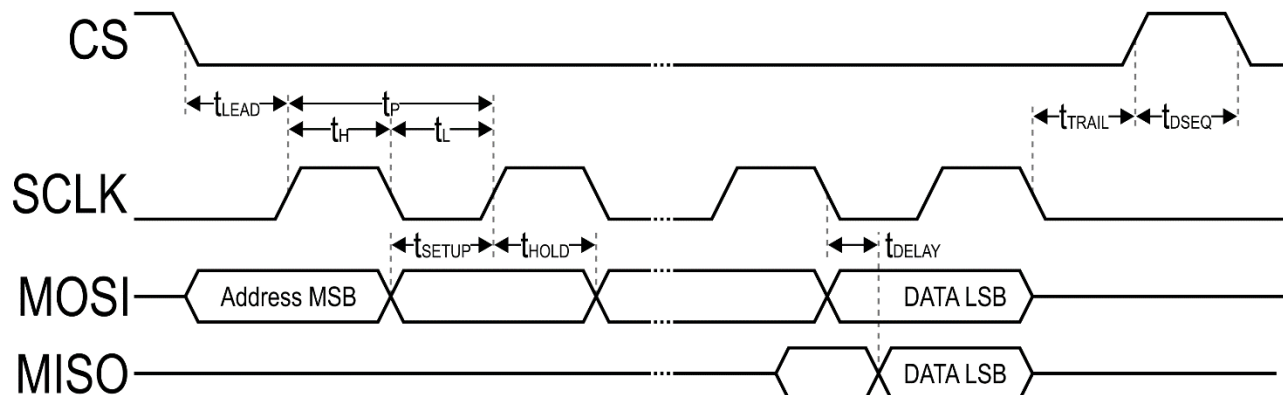 CS
tLEAD
tP
tH
tL
tTRAIL
tDSEQ
SCLK
tSETUP
tHOLD
tDELAY
MOSI
Address MSB
DATA LSB
MISO
DATA LSB